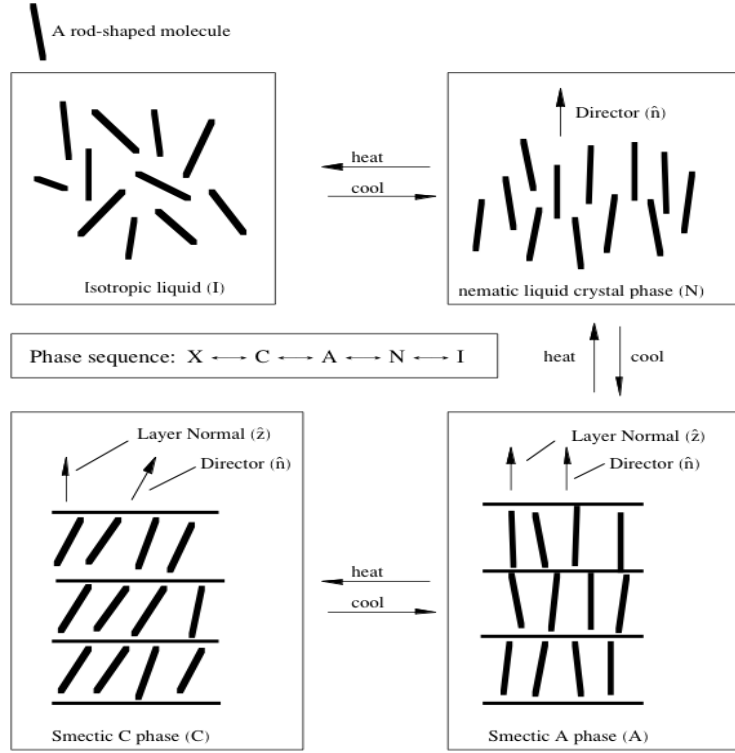 A rod-shaped molecule
Director (n̂)
heat
cool
Isotropic liquid (I)
nematic liquid crystal phase (N)
Phase sequence: X ⟷ C ⟷ A ⟷ N ⟷ I
heat
cool
Layer Normal (ẑ)
Director (n̂)
Layer Normal (ẑ)
Director (n̂)
heat
cool
Smectic C phase (C)
Smectic A phase (A)